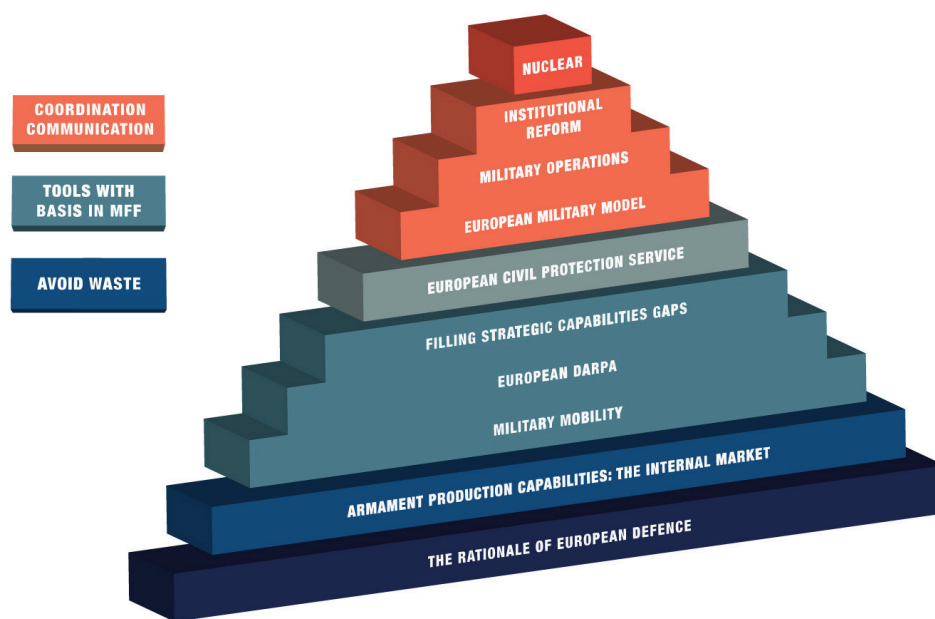 COORDINATION
COMMUNICATION
TOOLS WITH
BASIS IN MFF
AVOID WASTE
NUCLEAR
INSTITUTIONAL
REFORM
MILITARY OPERATIONS
EUROPEAN MILITARY MODEL
EUROPEAN CIVIL PROTECTION SERVICE
FILLING STRATEGIC CAPABILITIES GAPS
EUROPEAN DARPA
MILITARY MOBILITY
ARMAMENT PRODUCTION CAPABILITIES: THE INTERNAL MARKET
THE RATIONALE OF EUROPEAN DEFENCE